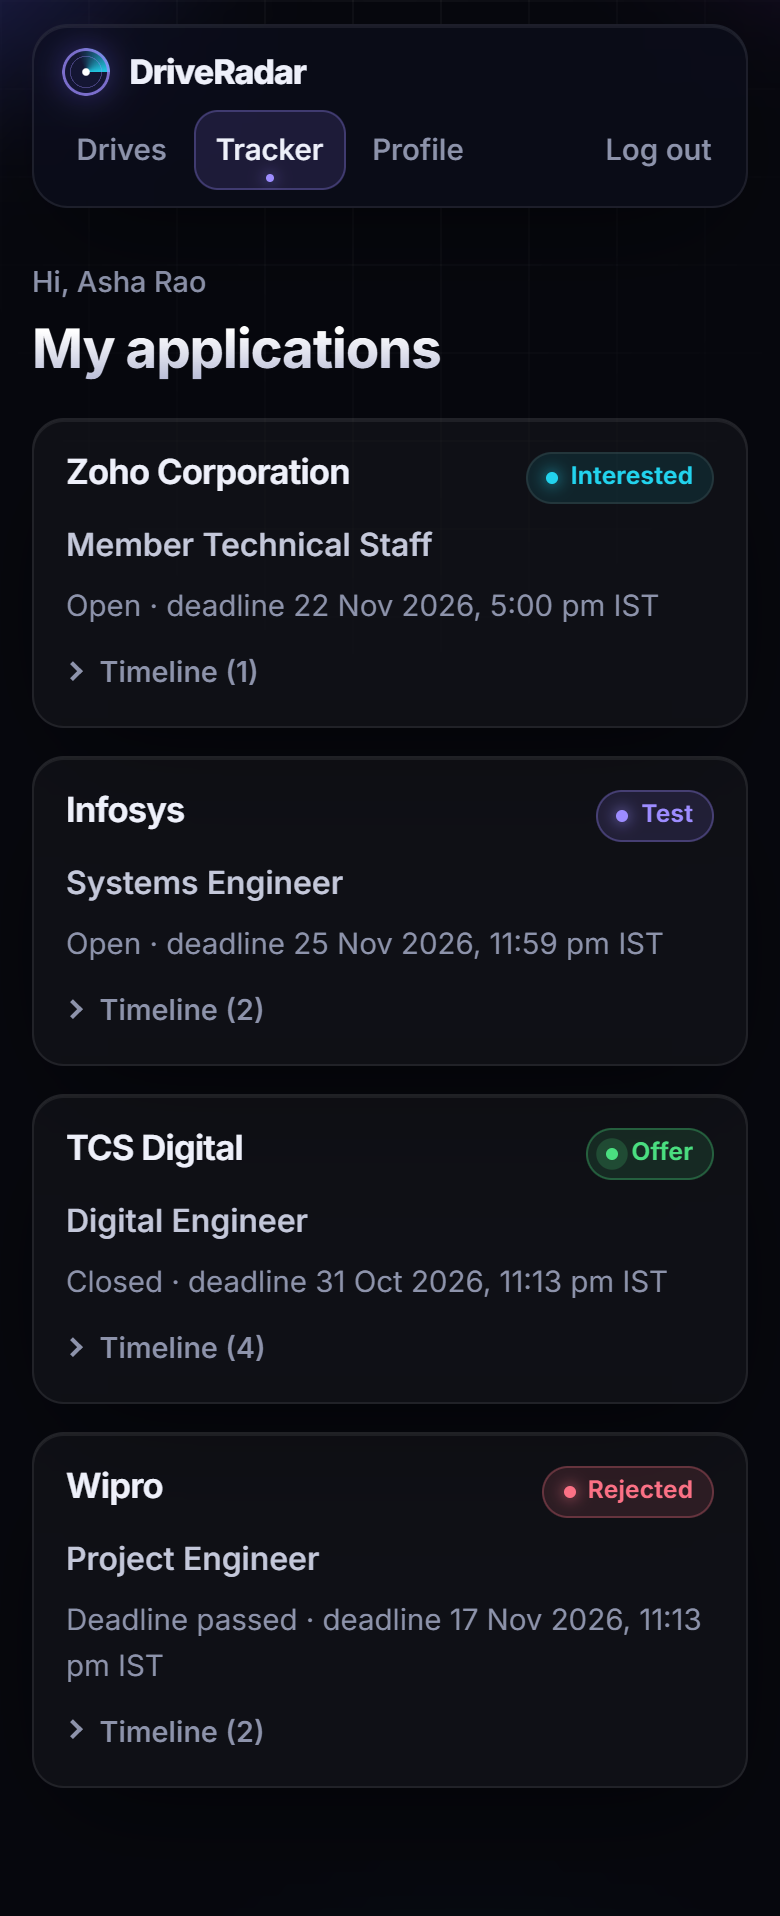 DriveRadar
Drives Tracker Profile Log out
Hi, Asha Rao
My applications
Zoho Corporation Interested
Member Technical Staff
Open · deadline 22 Nov 2026, 5:00 pm IST
Timeline (1)
Infosys Test
Systems Engineer
Open · deadline 25 Nov 2026, 11:59 pm IST
Timeline (2)
TCS Digital Offer
Digital Engineer
Closed · deadline 31 Oct 2026, 11:13 pm IST
Timeline (4)
Wipro Rejected
Project Engineer
Deadline passed · deadline 17 Nov 2026, 11:13
pm IST
Timeline (2)